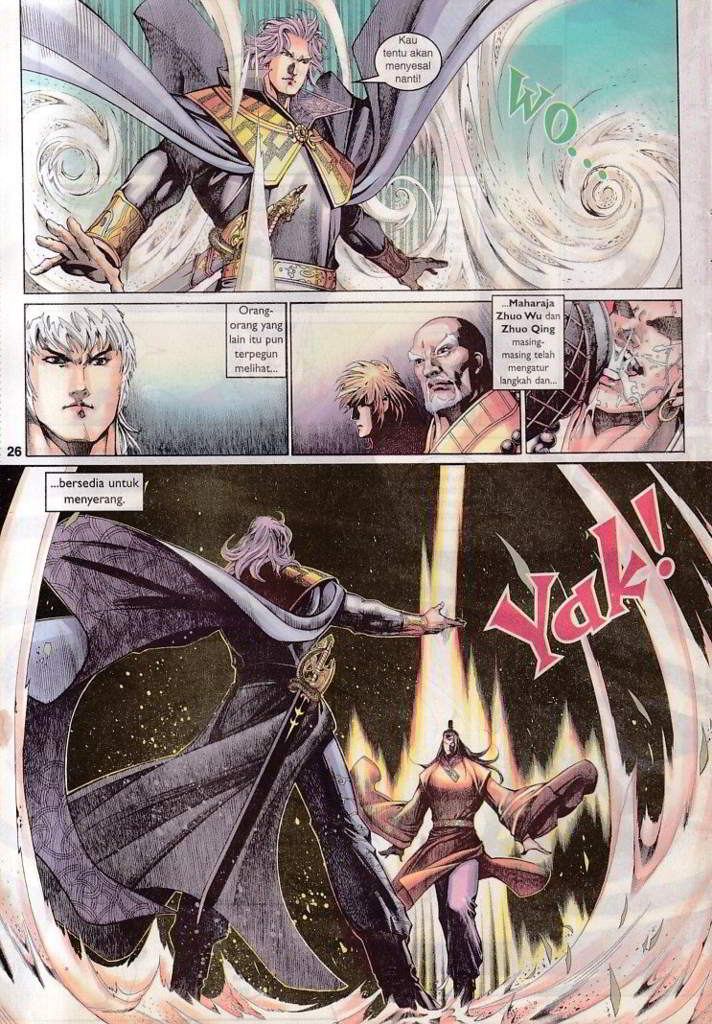 Kau
tentu akan
menyesal
nanti!
WO...
Orang-
orang yang
lain itu pun
terpegun
melihat...
...Maharaja
Zhuo Wu dan
Zhuo Qing
masing-
masing telah
mengatur
langkah dan...
26
...bersedia untuk
menyerang.
Yak!